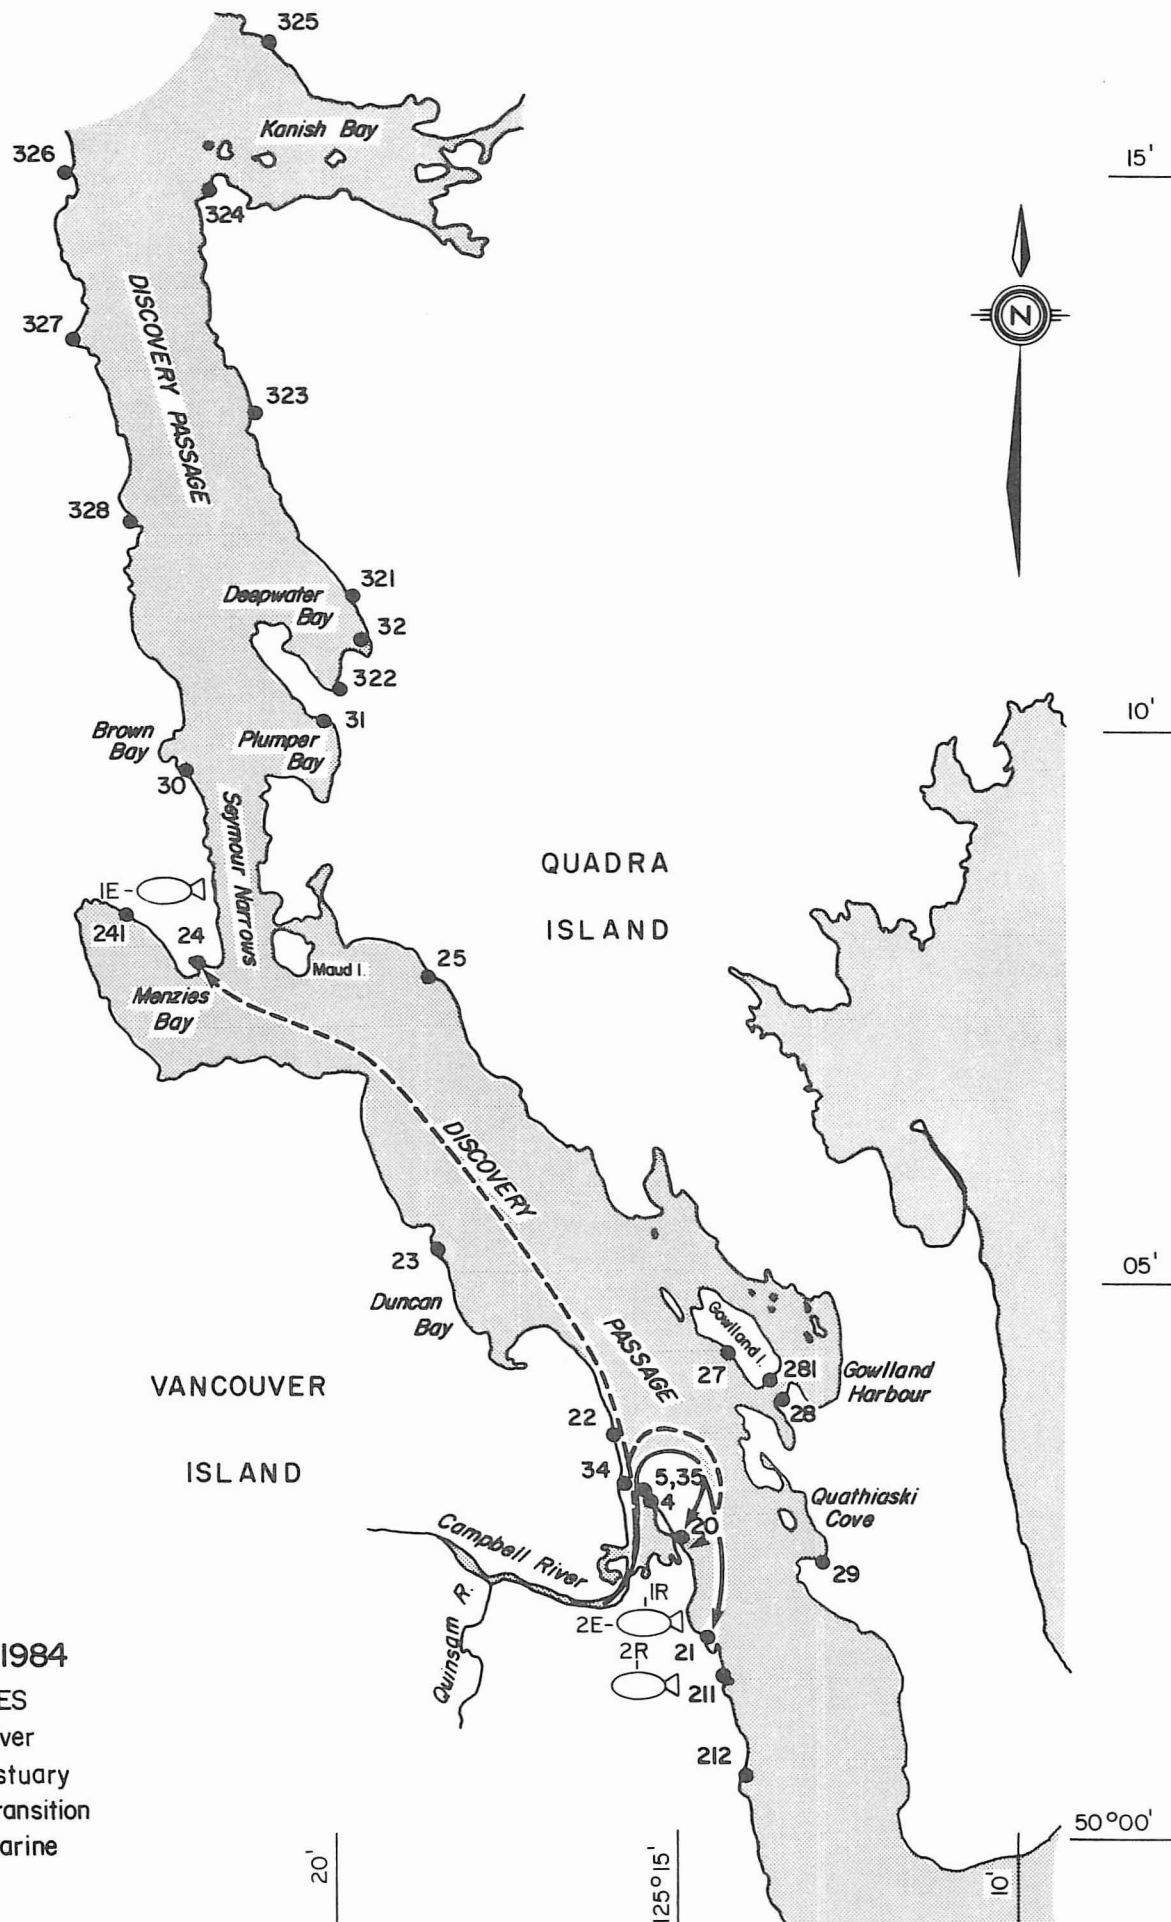 325
Kanish Bay
15'
326
324
N
327
DISCOVERY PASSAGE
323
328
321
Deepwater
Bay
32
322
31
10'
Brown
Bay
Plumper
Bay
30
Seymour Narrows
QUADRA
ISLAND
1E-
241
24
Maud I.
25
Menzies
Bay
DISCOVERY
23
05'
Duncan
Bay
PASSAGE
Gowlland I.
27
281
28
Gowlland
Harbour
VANCOUVER
ISLAND
22
34
5,35
4
20
Quathiaski
Cove
29
Campbell River
Quinsam R.
1R
2E-
2R
21
211
1984
ES
ver
stuary
ransition
arine
212
50°00'
20'
125°15'
10'